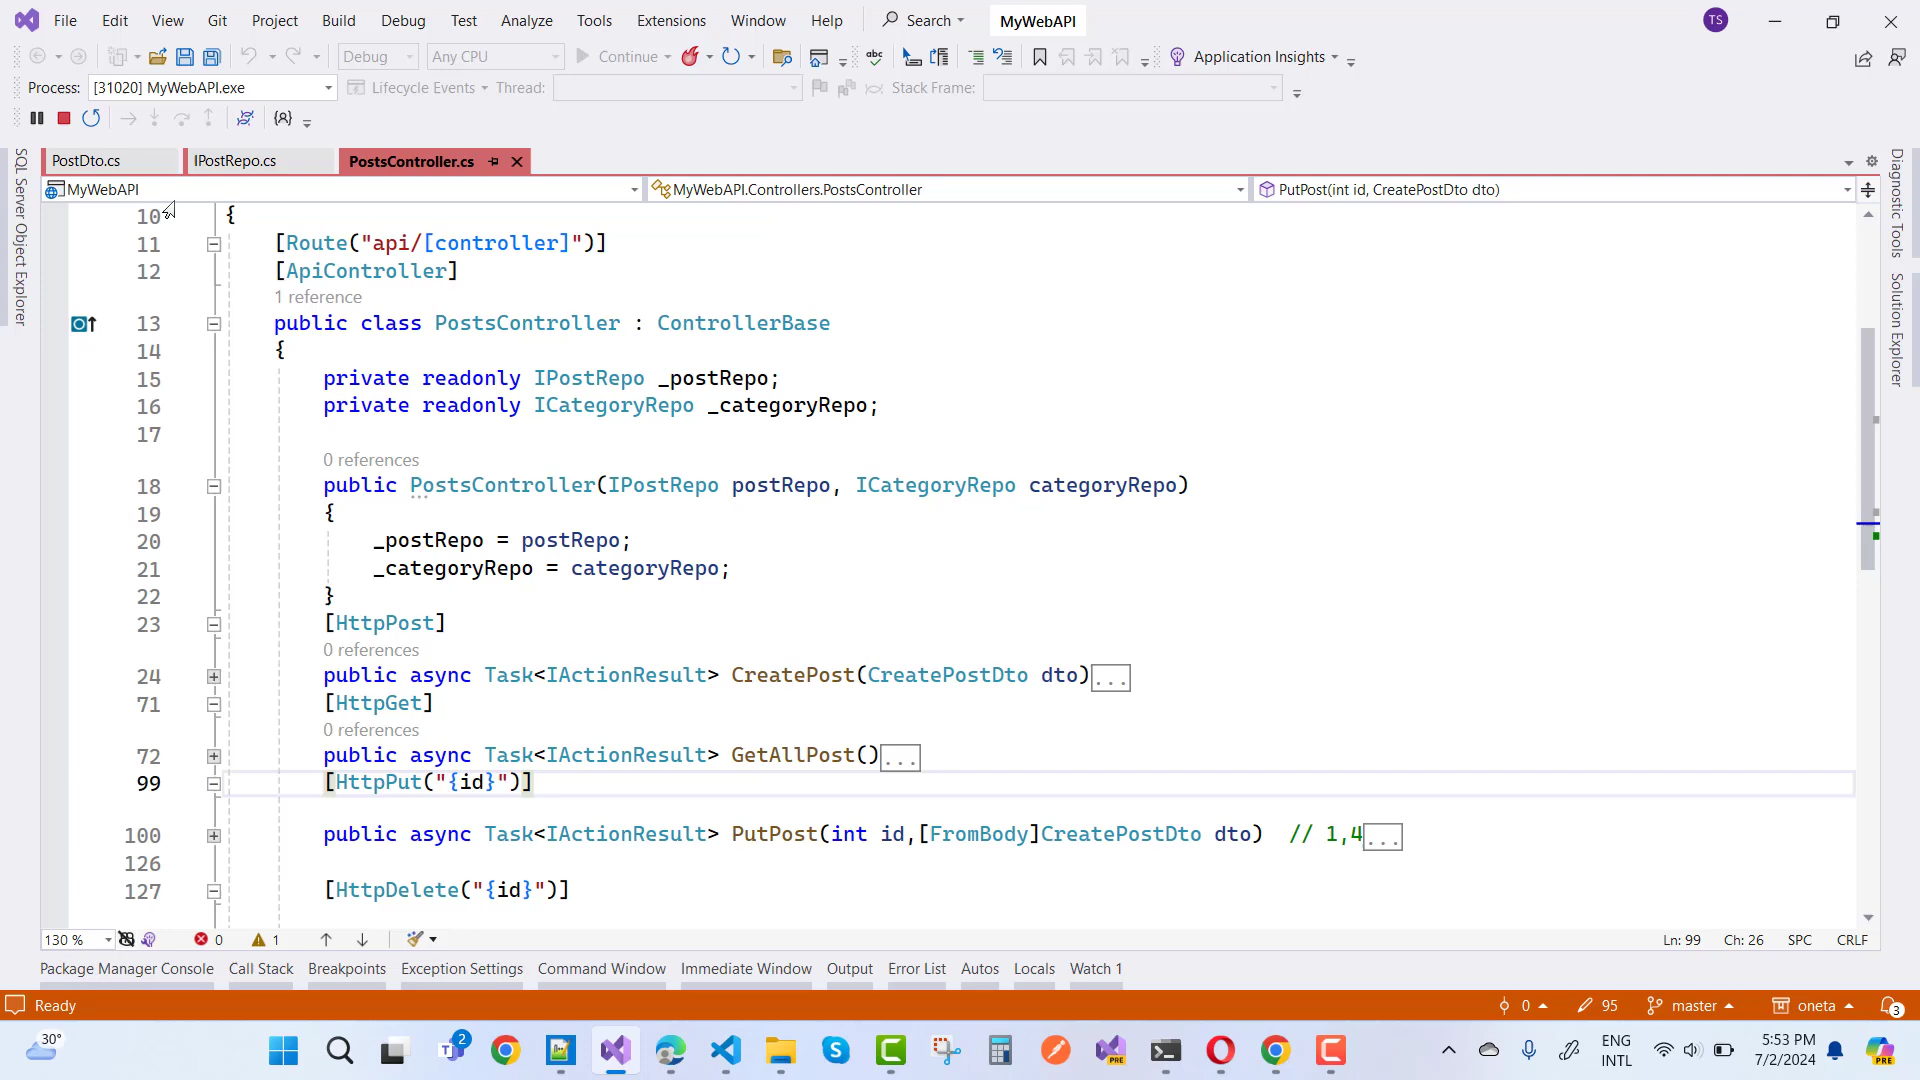 File Edit View Git Project Build Debug Test Analyze Tools Extensions Window Help Search MyWebAPI TS
Debug Any CPU Continue abc Application Insights
Process: [31020] MyWebAPI.exe Lifecycle Events Thread: Stack Frame:
SQL Server Object Explorer
PostDto.cs IPostRepo.cs PostsController.cs
MyWebAPI MyWebAPI.Controllers.PostsController PutPost(int id, CreatePostDto dto)
Diagnostic Tools
Solution Explorer
10 {
11 [Route("api/[controller]")]
12 [ApiController]
1 reference
13 public class PostsController : ControllerBase
14 {
15 private readonly IPostRepo _postRepo;
16 private readonly ICategoryRepo _categoryRepo;
17
0 references
18 public PostsController(IPostRepo postRepo, ICategoryRepo categoryRepo)
19 {
20 _postRepo = postRepo;
21 _categoryRepo = categoryRepo;
22 }
23 [HttpPost]
0 references
24 public async Task<IActionResult> CreatePost(CreatePostDto dto)...
71 [HttpGet]
0 references
72 public async Task<IActionResult> GetAllPost()...
99 [HttpPut("{id}")]
100 public async Task<IActionResult> PutPost(int id,[FromBody]CreatePostDto dto) // 1,4...
126
127 [HttpDelete("{id}")]
130 % 0 1 Ln: 99 Ch: 26 SPC CRLF
Package Manager Console Call Stack Breakpoints Exception Settings Command Window Immediate Window Output Error List Autos Locals Watch 1
Ready 0 95 master oneta 3
30° 2 PRE ENG INTL 5:53 PM 7/2/2024 PRE